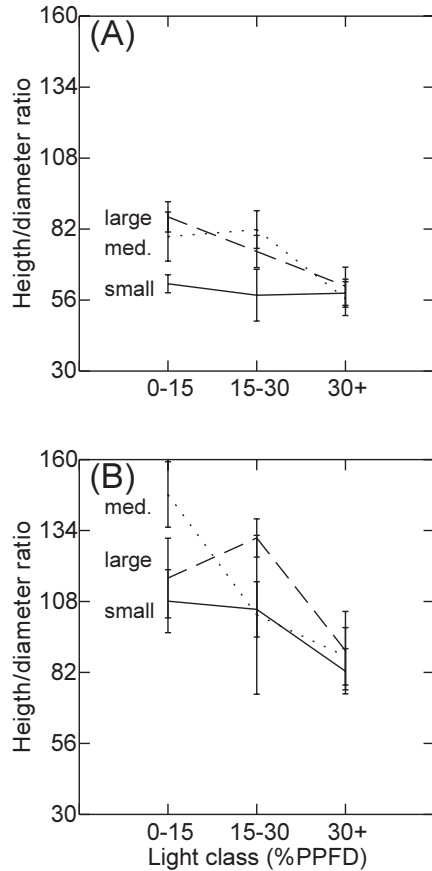 (A)
Heigth/diameter ratio
160
134
108
82
56
30
large
med.
small
0-15 15-30 30+
(B)
Heigth/diameter ratio
160
134
108
82
56
30
med.
large
small
0-15 15-30 30+
Light class (%PPFD)